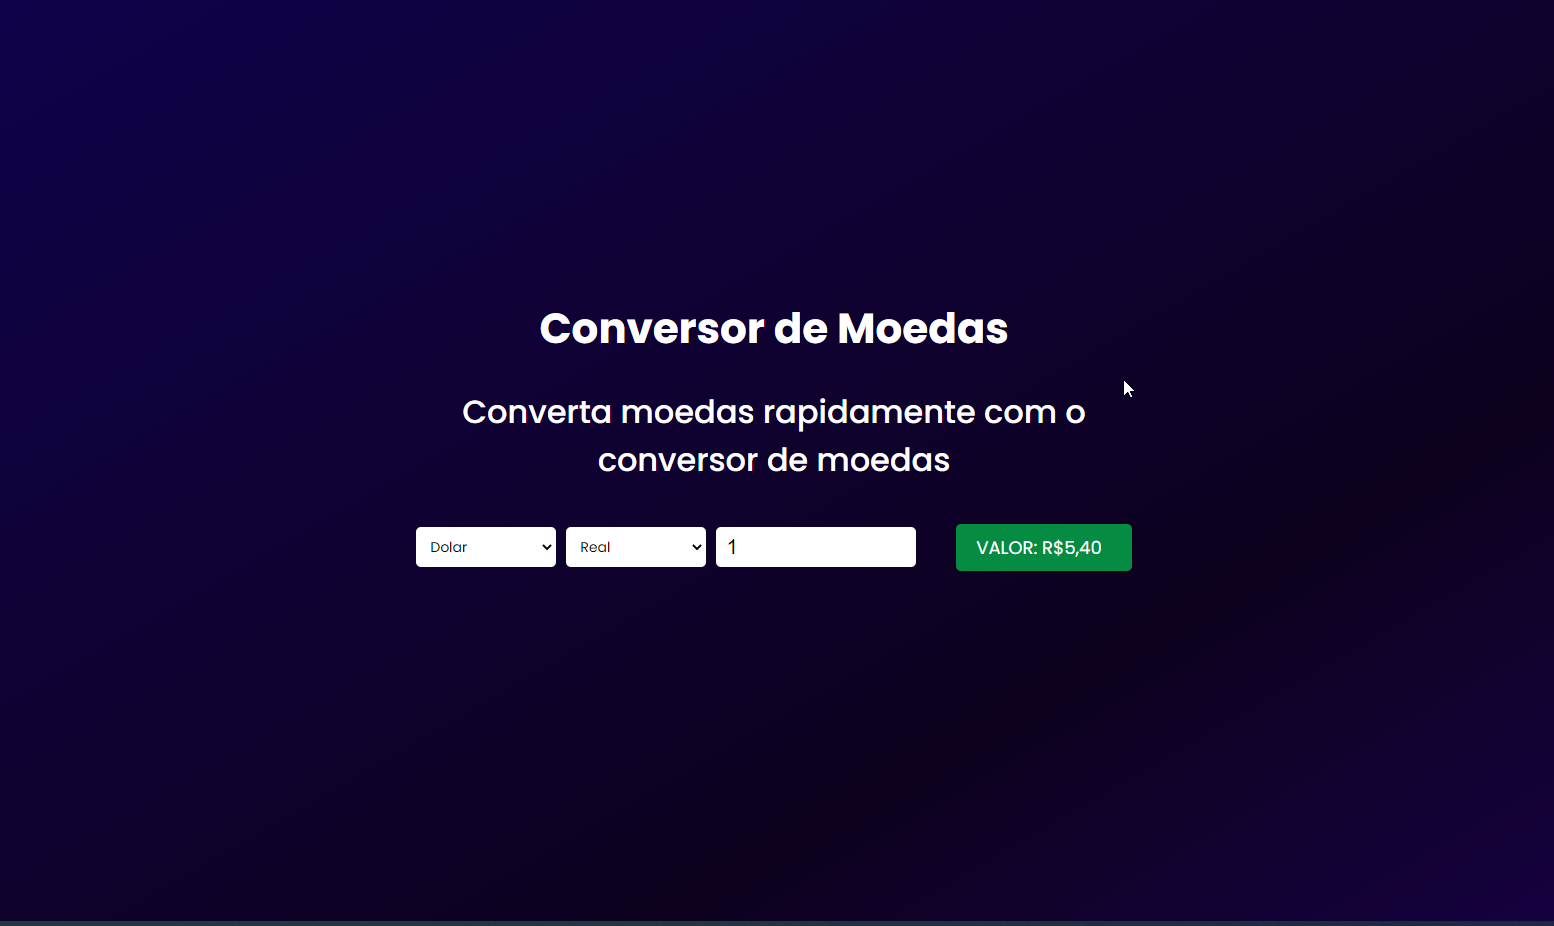 Conversor de Moedas
Converta moedas rapidamente com o
conversor de moedas
Dolar Real 1 VALOR: R$5,40